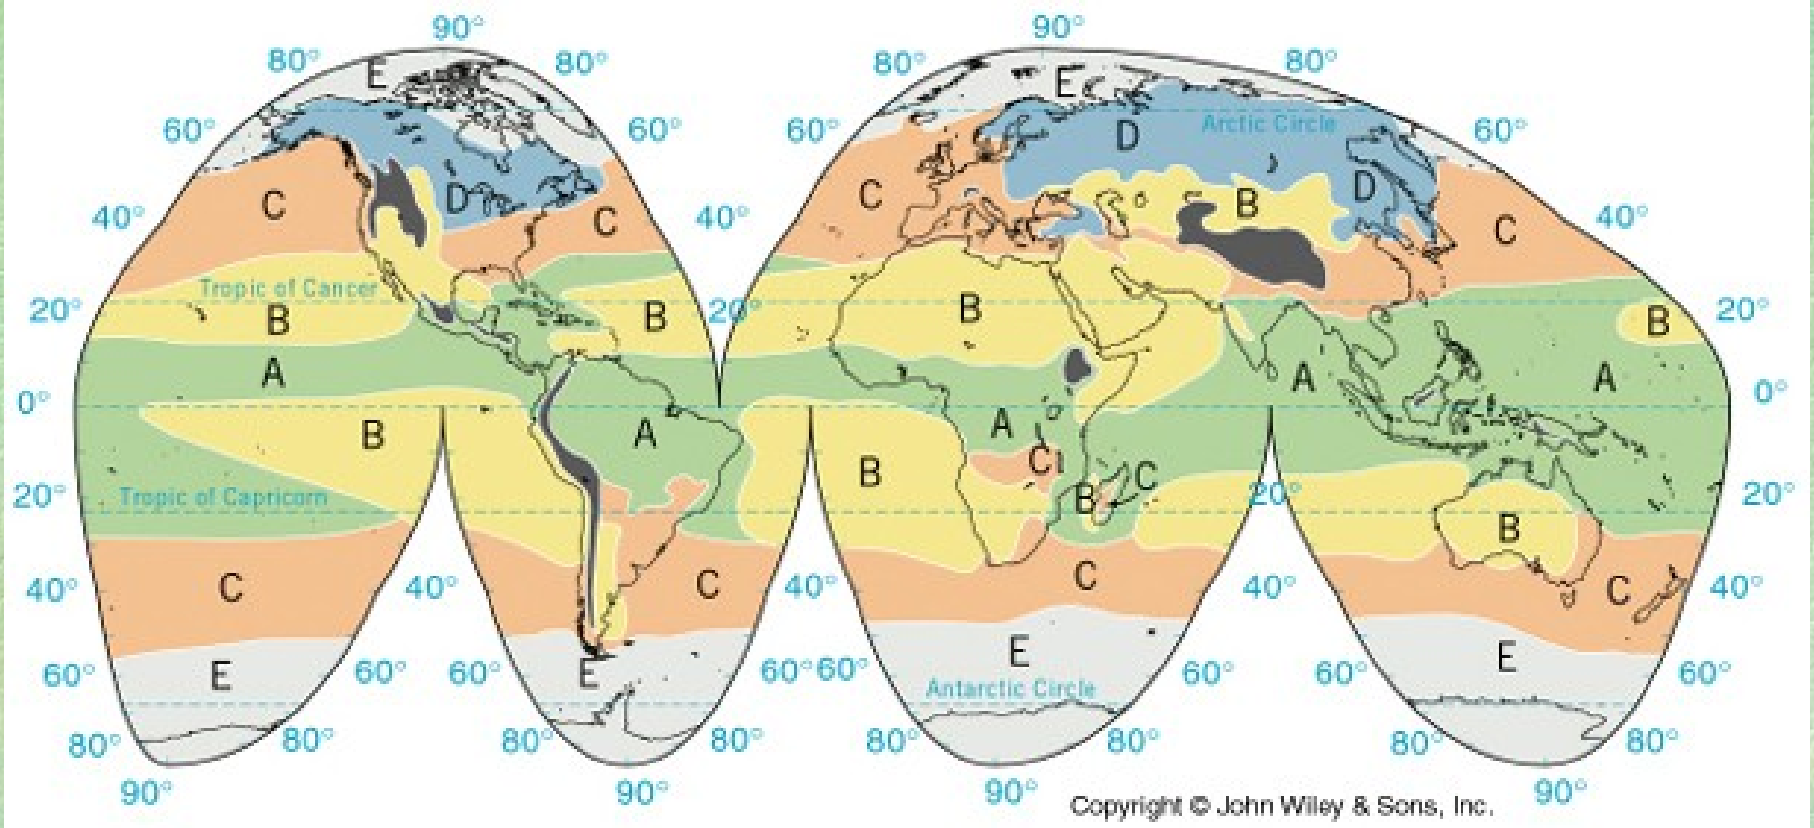 90° 90°
80° 80° 80° 80°
E E
60° 60° 60° Arctic Circle 60°
D D
C D C B D
40° C 40° C 40°
Tropic of Cancer
20° B B 20° B B 20°
A A A
0° 0°
B A A
B C B C
20° Tropic of Capricorn 20° 20°
B
C 40° C 40° C 40° C 40°
40°
E 60° 60° E 60° 60° E 60° 60° E 60°
60°
Antarctic Circle
80° 80° 80° 80° 80° 80° 80° 80°
90° 90° 90° 90°
Copyright © John Wiley & Sons, Inc.